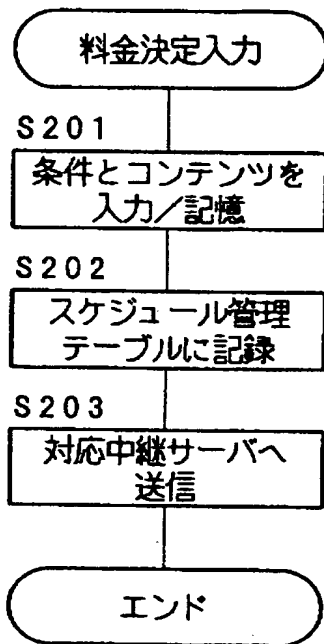 料金決定入力
S201
条件とコンテンツを
入力／記憶
S202
スケジュール管理
テーブルに記録
S203
対応中継サーバへ
送信
エンド